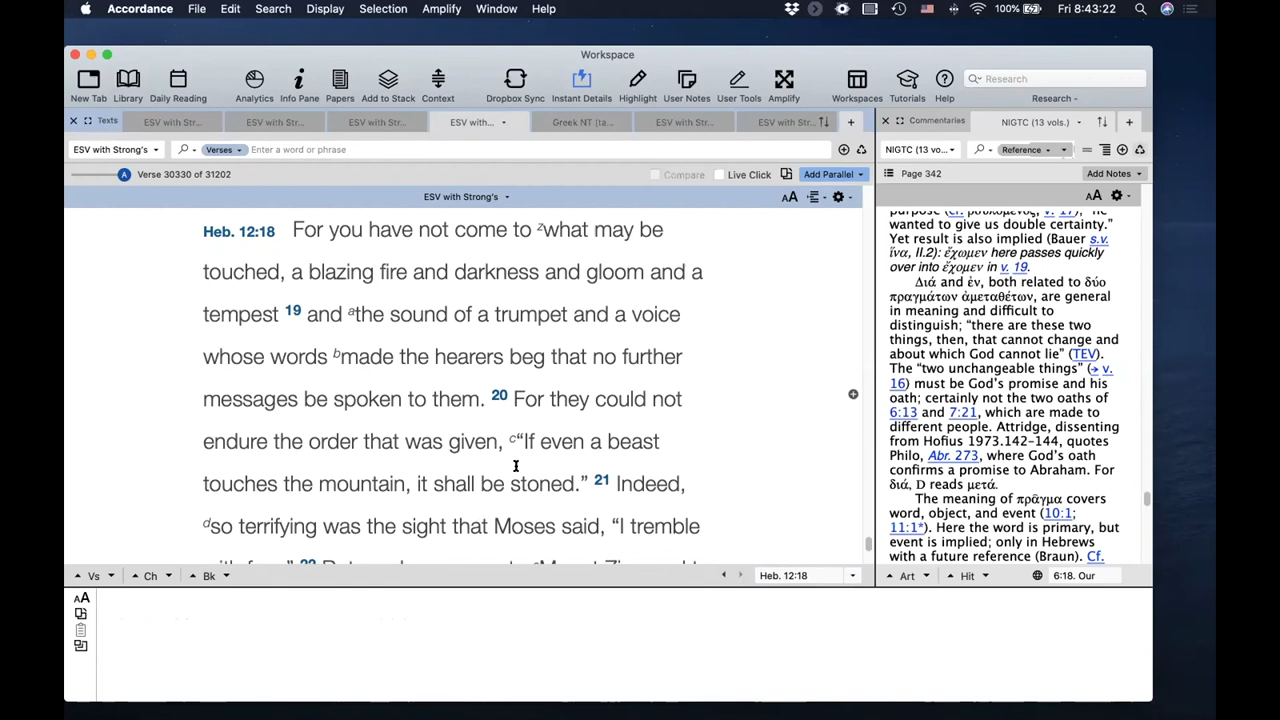 Accordance File Edit Search Display Selection Amplify Window Help 100% Fri 8:43:22
Workspace
New Tab Library Daily Reading Analytics Info Pane Papers Add to Stack Context Dropbox Sync Instant Details Highlight User Notes User Tools Amplify Workspaces Tutorials Help Research
Research
Texts ESV with Str... ESV with Str... ESV with Str... ESV with... Greek NT (ta... ESV with Str... ESV with Str... +
ESV with Strong's Verses Enter a word or phrase
Verse 30330 of 31202 Compare Live Click Add Parallel
ESV with Strong's
Heb. 12:18 For you have not come to zwhat may be
touched, a blazing fire and darkness and gloom and a
tempest 19 and athe sound of a trumpet and a voice
whose words bmade the hearers beg that no further
messages be spoken to them. 20 For they could not
endure the order that was given, c“If even a beast
touches the mountain, it shall be stoned.” 21 Indeed,
dso terrifying was the sight that Moses said, “I tremble
Vs Ch Bk Heb. 12:18
Commentaries NIGTC (13 vols.) +
NIGTC (13 vo... Reference
Page 342 Add Notes
AA
purpose (cf. βουλόμενος, v. 17), “he
wanted to give us double certainty.”
Yet result is also implied (Bauer s.v.
ἵνα, II.2): ἔχωμεν here passes quickly
over into ἔχομεν in v. 19.
Διά and ἐν, both related to δύο
πραγμάτων ἀμεταθέτων, are general
in meaning and difficult to
distinguish; “there are these two
things, then, that cannot change and
about which God cannot lie” (TEV).
The “two unchangeable things” (→ v.
16) must be God’s promise and his
oath; certainly not the two oaths of
6:13 and 7:21, which are made to
different people. Attridge, dissenting
from Hofius 1973.142–144, quotes
Philo, Abr. 273, where God’s oath
confirms a promise to Abraham. For
διά, D reads μετά.
The meaning of πρᾶγμα covers
word, object, and event (10:1;
11:1*). Here the word is primary, but
event is implied; only in Hebrews
with a future reference (Braun). Cf.
Art Hit 6:18. Our
AA